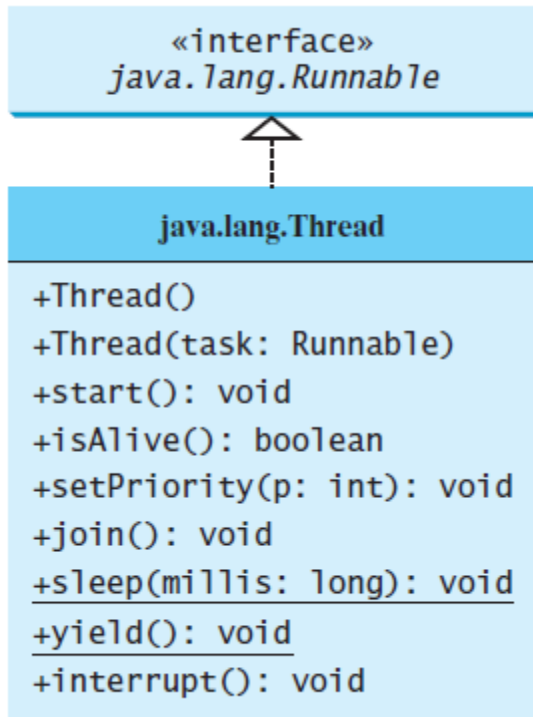 «interface»
java.lang.Runnable
java.lang.Thread
+Thread()
+Thread(task: Runnable)
+start(): void
+isAlive(): boolean
+setPriority(p: int): void
+join(): void
+sleep(millis: long): void
+yield(): void
+interrupt(): void